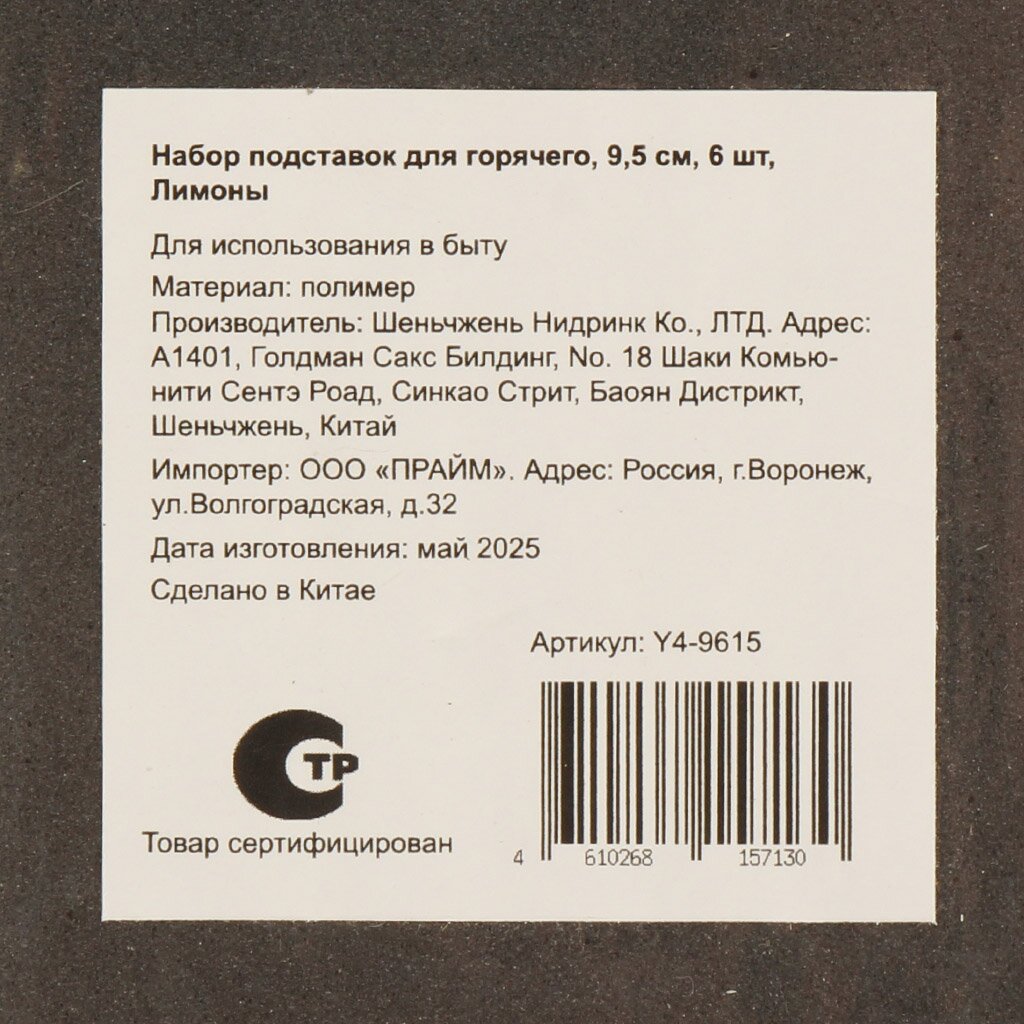 Набор подставок для горячего, 9,5 см, 6 шт,
Лимоны
Для использования в быту
Материал: полимер
Производитель: Шеньчжень Нидринк Ко., ЛТД. Адрес:
А1401, Голдман Сакс Билдинг, No. 18 Шаки Комью-
нити Сентэ Роад, Синкао Стрит, Баоян Дистрикт,
Шеньчжень, Китай
Импортер: ООО «ПРАЙМ». Адрес: Россия, г.Воронеж,
ул.Волгоградская, д.32
Дата изготовления: май 2025
Сделано в Китае
Артикул: Y4-9615
СТР
Товар сертифицирован
4 610268 157130